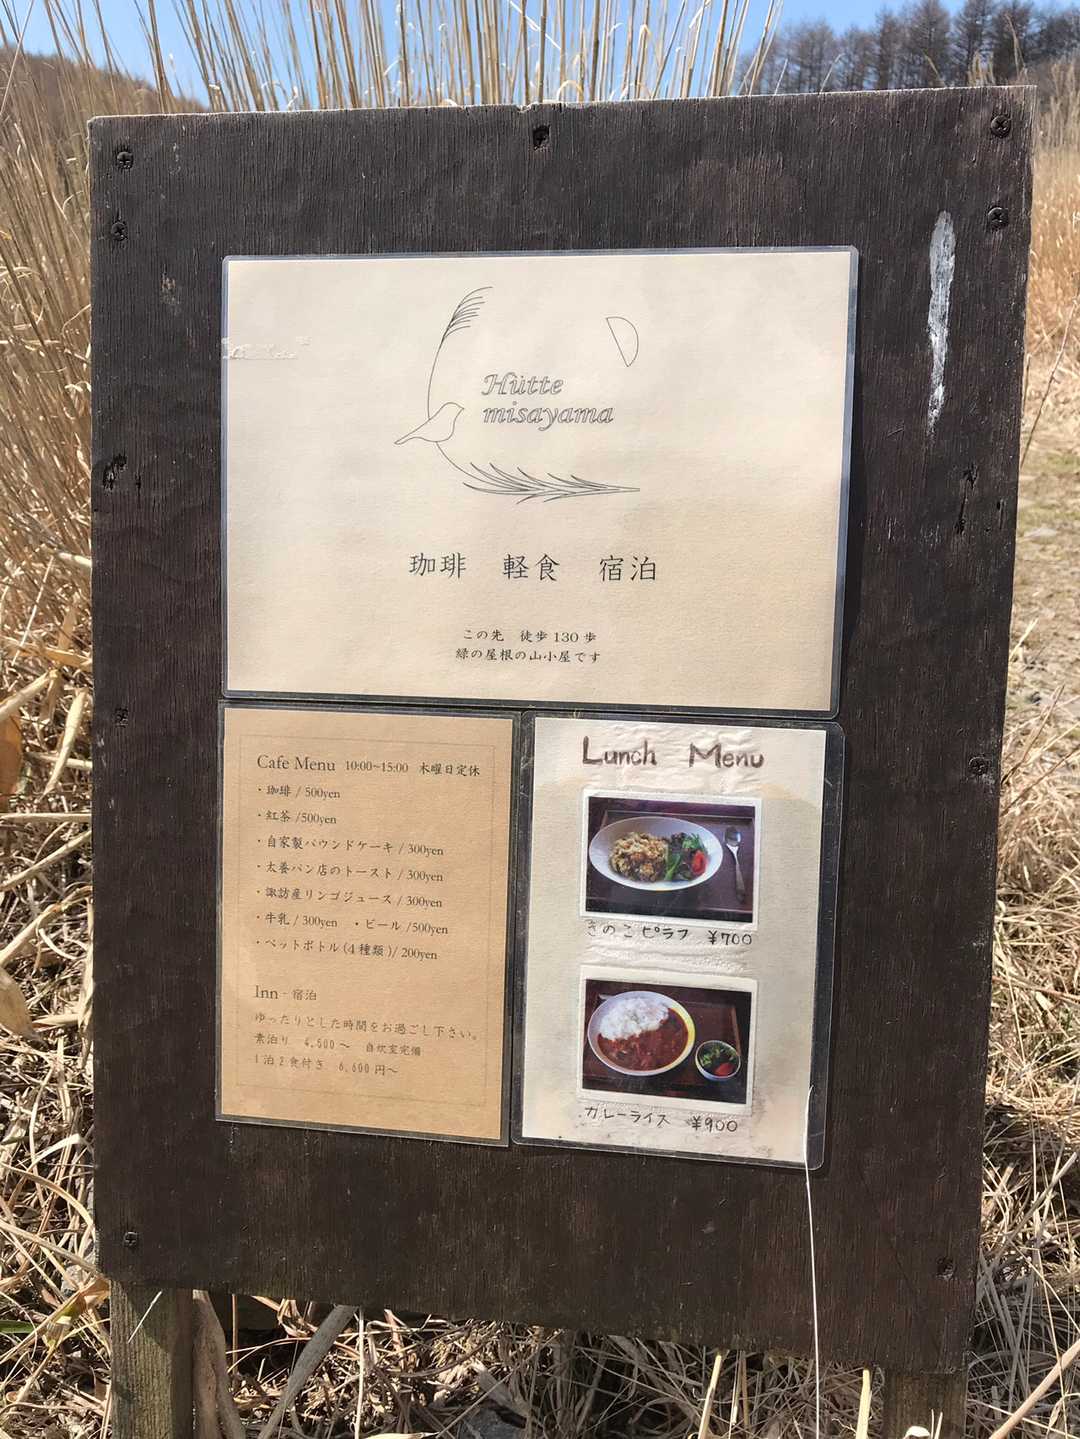 Hütte
misayama
珈琲　軽食　宿泊
この先　徒歩 130 歩
緑の屋根の山小屋です
Cafe Menu 10:00~15:00 木曜日定休
・珈琲 / 500yen
・紅茶 /500yen
・自家製パウンドケーキ / 300yen
・太養パン店のトースト / 300yen
・諏訪産リンゴジュース / 300yen
・牛乳 / 300yen ・ビール /500yen
・ペットボトル (4 種類 )/ 200yen
Inn - 宿泊
ゆったりとした時間をお過ごし下さい。
素泊り 4,500～ 自炊室完備
1泊2食付き 6,600円～
Lunch Menu
きのこピラフ ¥700
カレーライス ¥900